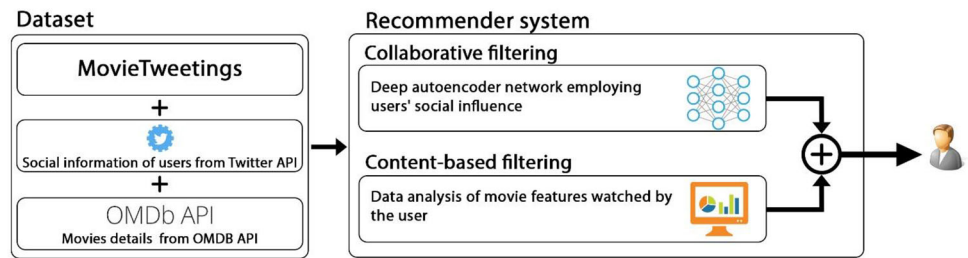 Dataset
MovieTweetings
+
Social information of users from Twitter API
+
OMDb API
Movies details from OMDB API
Recommender system
Collaborative filtering
Deep autoencoder network employing
users' social influence
Content-based filtering
Data analysis of movie features watched by
the user